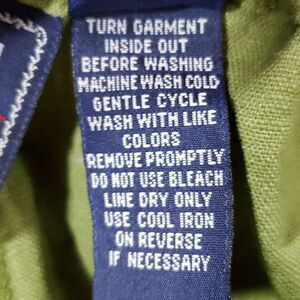 TURN GARMENT
INSIDE OUT
BEFORE WASHING
MACHINE WASH COLD
GENTLE CYCLE
WASH WITH LIKE
COLORS
REMOVE PROMPTLY
DO NOT USE BLEACH
LINE DRY ONLY
USE COOL IRON
ON REVERSE
IF NECESSARY